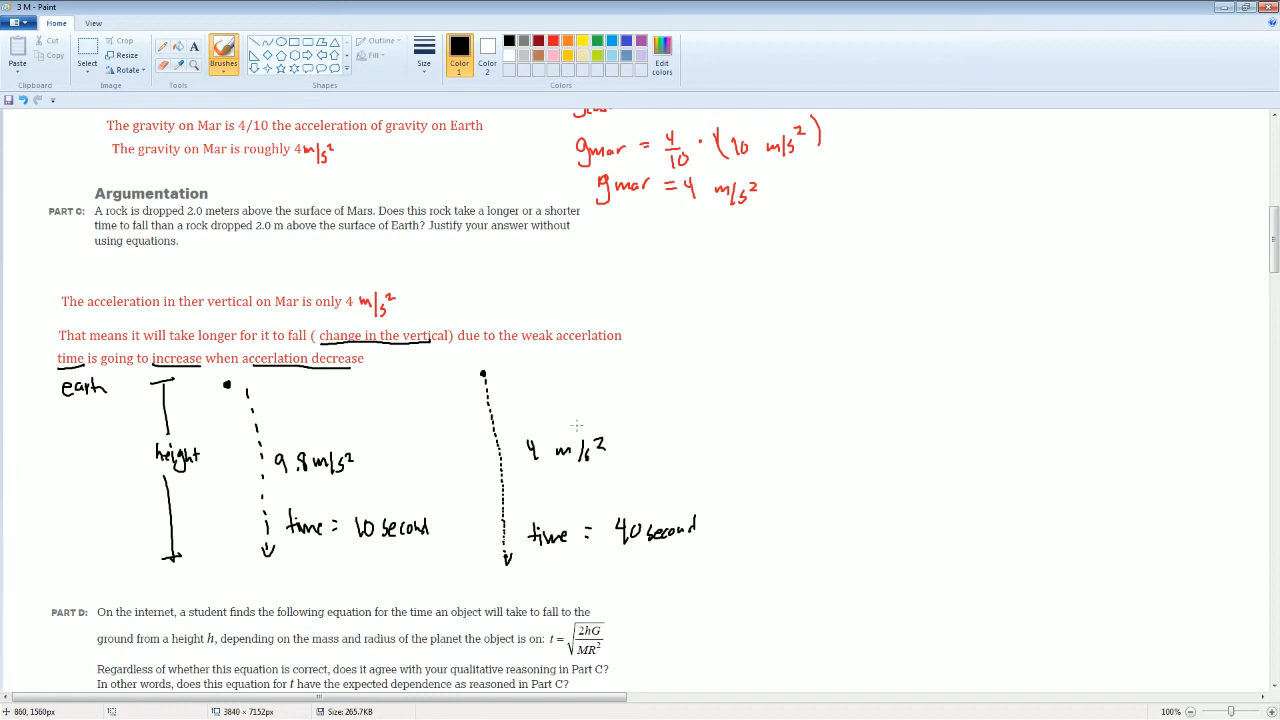 3 M - Paint
Home View
Cut
Copy
Paste
Clipboard
Crop
Resize
Rotate
Select
Image
Tools
Brushes
Outline
Fill
Shapes
Size
Color 1
Color 2
Edit colors
Colors
The gravity on Mar is 4/10 the acceleration of gravity on Earth
The gravity on Mar is roughly 4 m/s²
gmar = 4/10 · (10 m/s²)
gmar = 4 m/s²
Argumentation
PART C: A rock is dropped 2.0 meters above the surface of Mars. Does this rock take a longer or a shorter
time to fall than a rock dropped 2.0 m above the surface of Earth? Justify your answer without
using equations.
The acceleration in ther vertical on Mar is only 4 m/s²
That means it will take longer for it to fall ( change in the vertical) due to the weak accerlation
time is going to increase when accerlation decrease
earth
height
9.8 m/s²
time = 10 second
4 m/s²
time = 40 second
PART D: On the internet, a student finds the following equation for the time an object will take to fall to the
ground from a height h, depending on the mass and radius of the planet the object is on: t = √(2hG/MR²)
Regardless of whether this equation is correct, does it agree with your qualitative reasoning in Part C?
In other words, does this equation for t have the expected dependence as reasoned in Part C?
860, 1560px
3840 × 7152px
Size: 265.7KB
100%